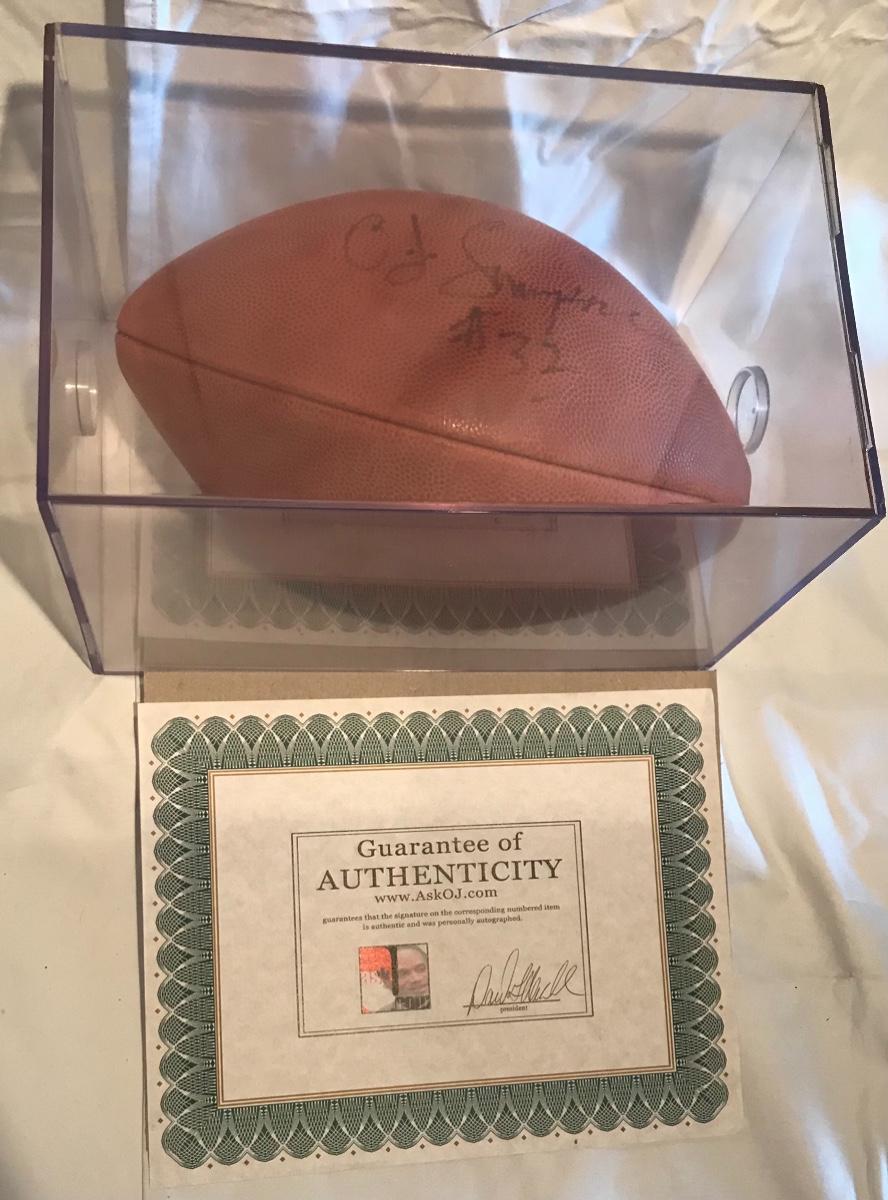 O.J. Simpson
#32
Guarantee of
AUTHENTICITY
www.AskOJ.com
guarantees that the signature on the corresponding numbered item
is authentic and was personally autographed.
president